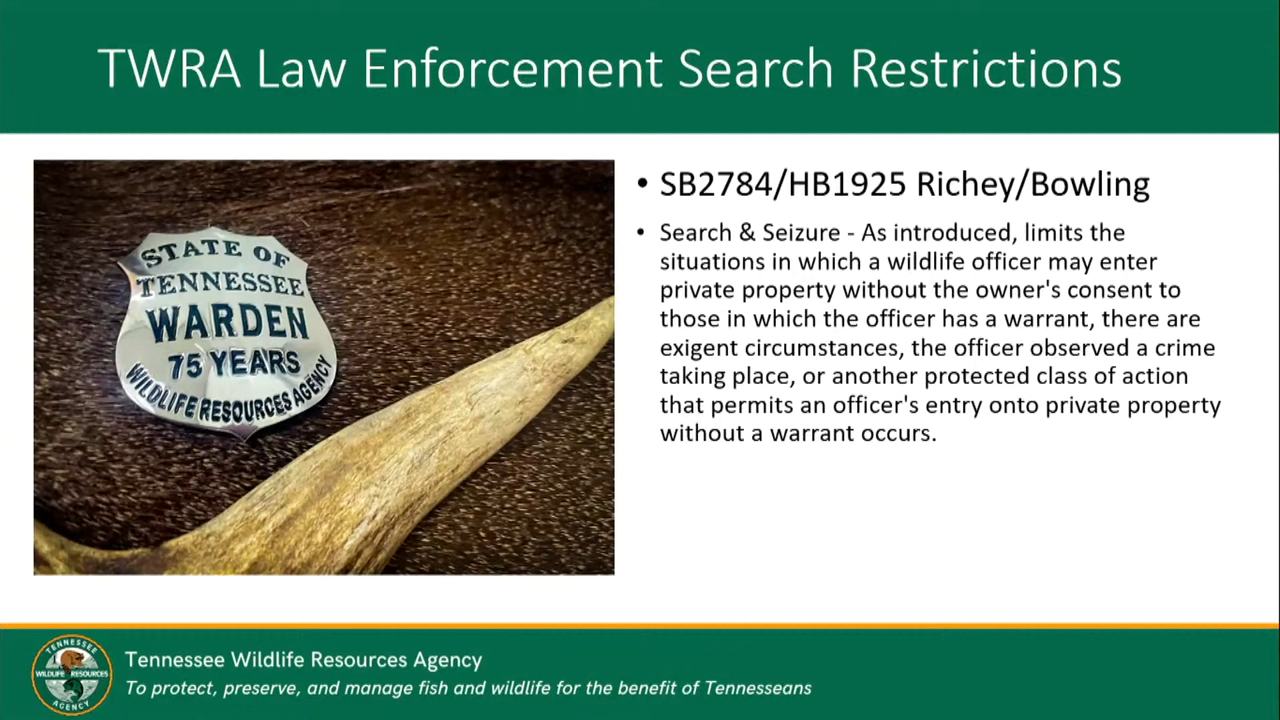 TWRA Law Enforcement Search Restrictions
STATE OF
TENNESSEE
WARDEN
75 YEARS
WILDLIFE RESOURCES AGENCY
• SB2784/HB1925 Richey/Bowling
• Search & Seizure - As introduced, limits the
situations in which a wildlife officer may enter
private property without the owner's consent to
those in which the officer has a warrant, there are
exigent circumstances, the officer observed a crime
taking place, or another protected class of action
that permits an officer's entry onto private property
without a warrant occurs.
TENNESSEE
WILDLIFE RESOURCES
AGENCY
Tennessee Wildlife Resources Agency
To protect, preserve, and manage fish and wildlife for the benefit of Tennesseans